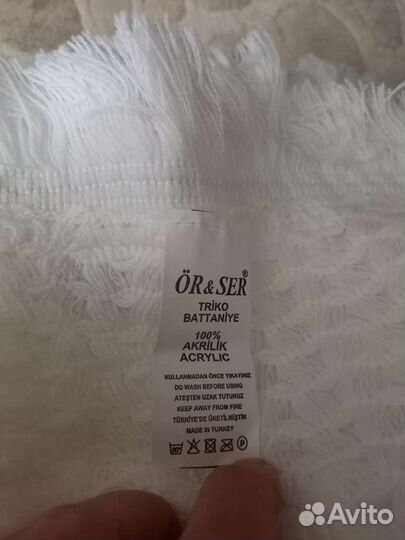 ÖR&SER®
TRİKO
BATTANİYE
100%
AKRİLİK
ACRYLIC
KULLANMADAN ÖNCE YIKAYINIZ
DO WASH BEFORE USING
ATEŞTEN UZAK TUTUNUZ
KEEP AWAY FROM FIRE
TÜRKİYE'DE ÜRETİLMİŞTİR
MADE IN TURKEY
30° P
Avito